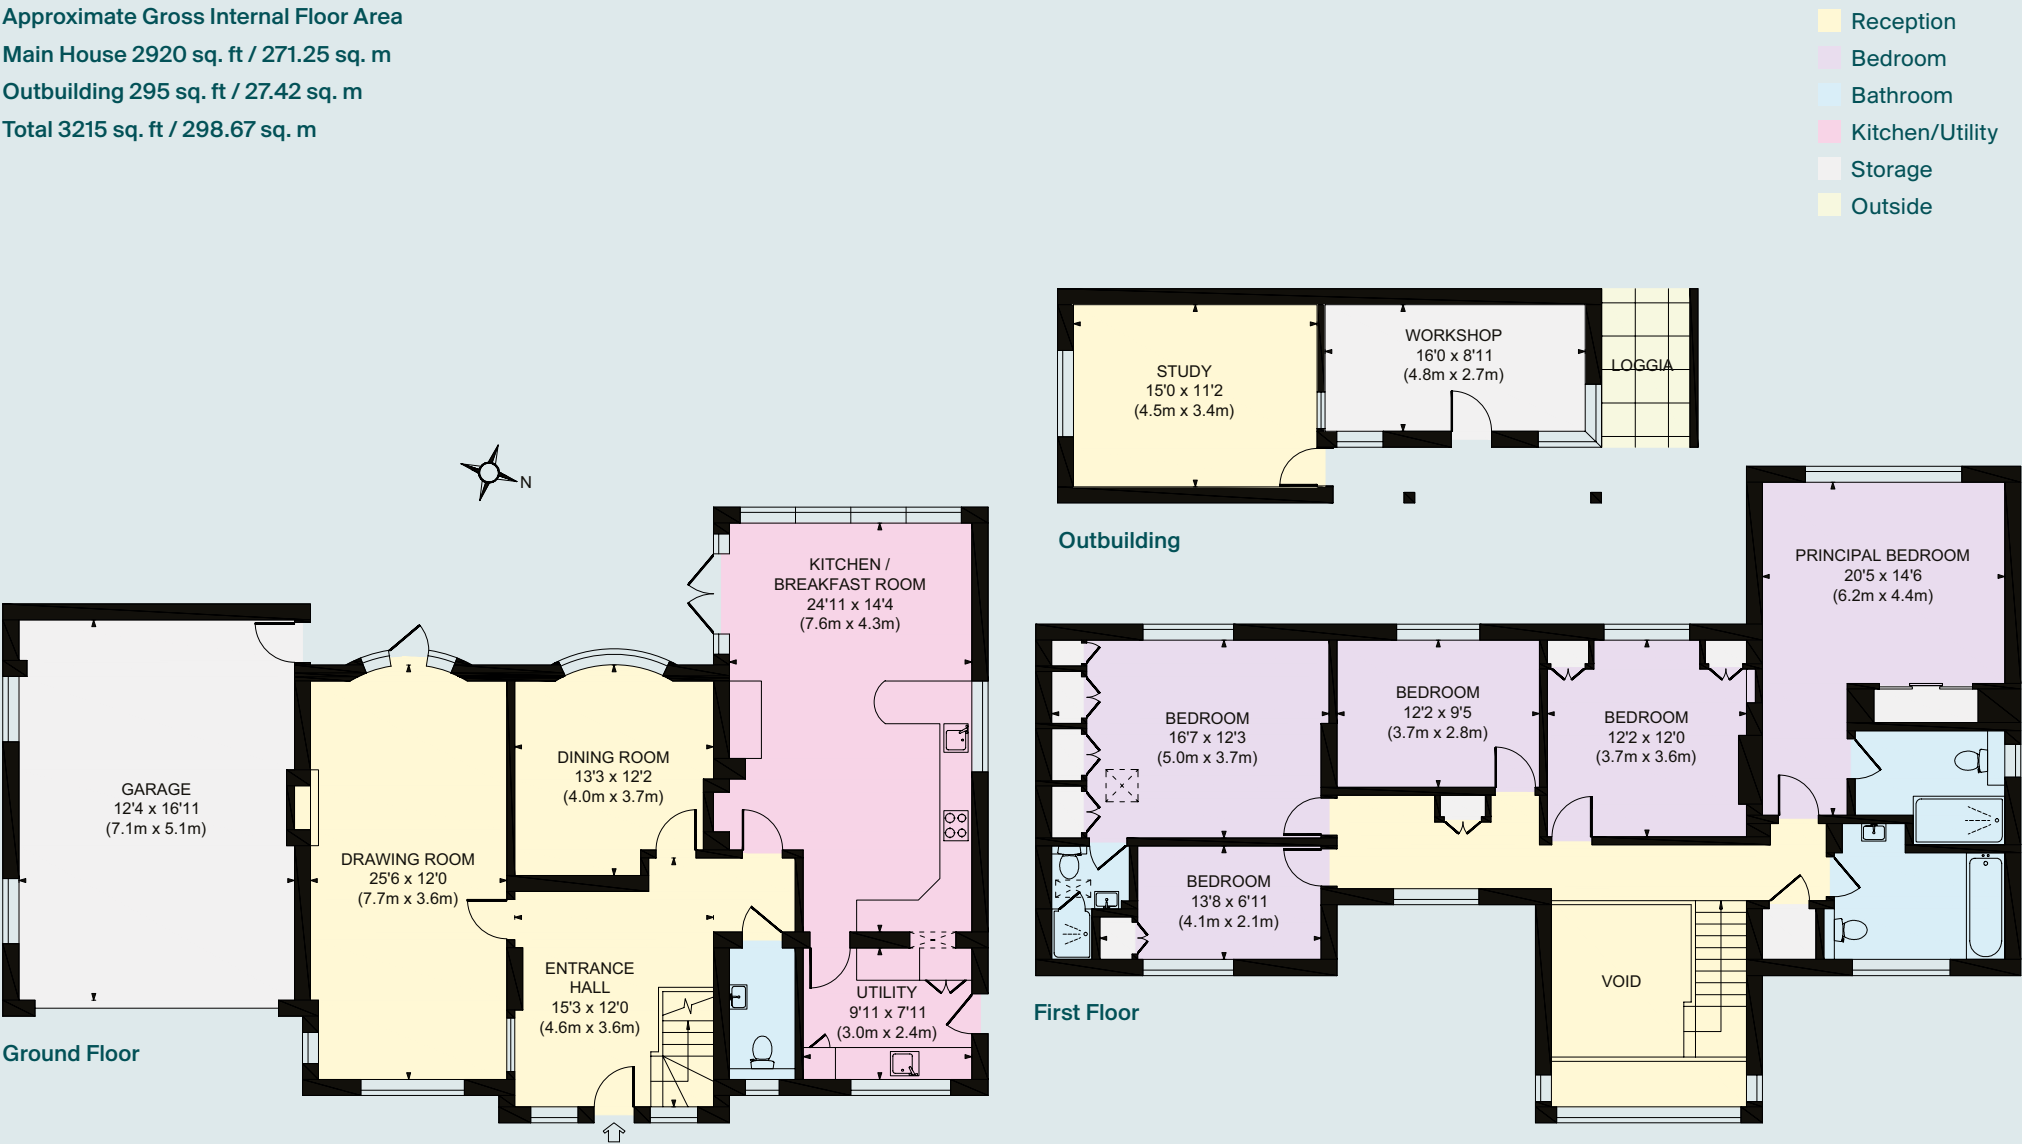 Approximate Gross Internal Floor Area
Main House 2920 sq. ft / 271.25 sq. m
Outbuilding 295 sq. ft / 27.42 sq. m
Total 3215 sq. ft / 298.67 sq. m
Reception
Bedroom
Bathroom
Kitchen/Utility
Storage
Outside
STUDY
15'0 x 11'2
(4.5m x 3.4m)
WORKSHOP
16'0 x 8'11
(4.8m x 2.7m)
LOGGIA
Outbuilding
N
KITCHEN /
BREAKFAST ROOM
24'11 x 14'4
(7.6m x 4.3m)
GARAGE
12'4 x 16'11
(7.1m x 5.1m)
DINING ROOM
13'3 x 12'2
(4.0m x 3.7m)
DRAWING ROOM
25'6 x 12'0
(7.7m x 3.6m)
ENTRANCE
HALL
15'3 x 12'0
(4.6m x 3.6m)
UTILITY
9'11 x 7'11
(3.0m x 2.4m)
Ground Floor
PRINCIPAL BEDROOM
20'5 x 14'6
(6.2m x 4.4m)
BEDROOM
16'7 x 12'3
(5.0m x 3.7m)
BEDROOM
12'2 x 9'5
(3.7m x 2.8m)
BEDROOM
12'2 x 12'0
(3.7m x 3.6m)
BEDROOM
13'8 x 6'11
(4.1m x 2.1m)
VOID
First Floor